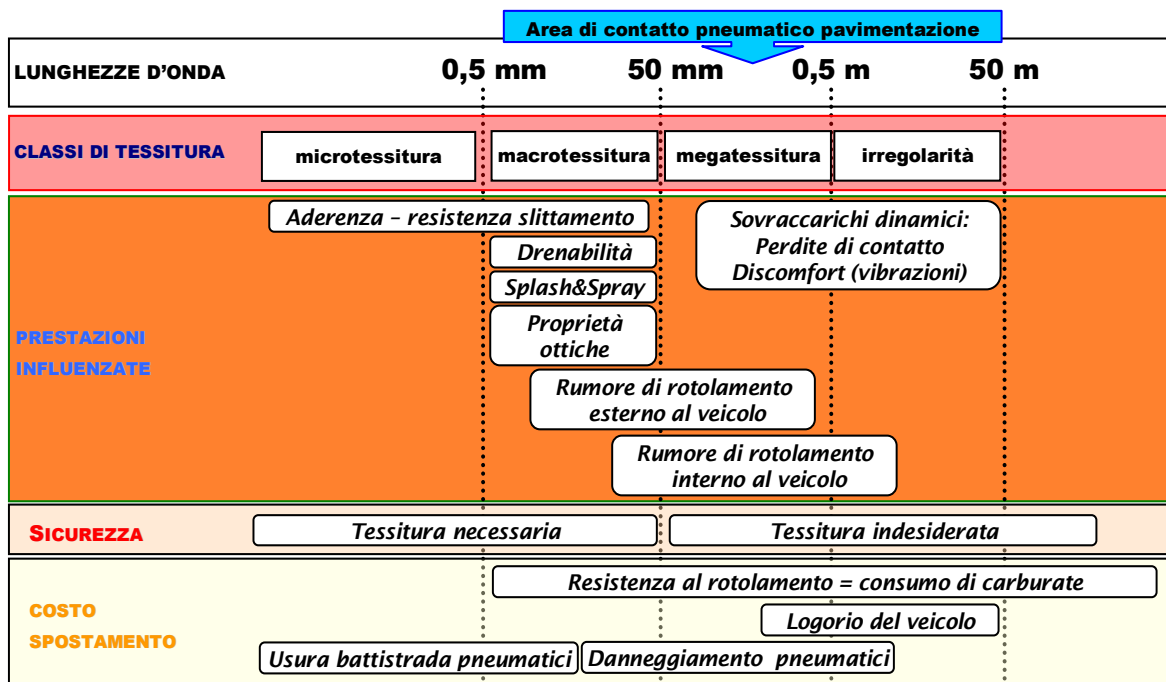 Area di contatto pneumatico pavimentazione
LUNGHEZZE D'ONDA
0,5 mm
50 mm
0,5 m
50 m
CLASSI DI TESSITURA
microtessitura
macrotessitura
megatessitura
irregolarità
PRESTAZIONI
INFLUENZATE
Aderenza – resistenza slittamento
Drenabilità
Splash&Spray
Proprietà
ottiche
Sovraccarichi dinamici:
Perdite di contatto
Discomfort (vibrazioni)
Rumore di rotolamento
esterno al veicolo
Rumore di rotolamento
interno al veicolo
SICUREZZA
Tessitura necessaria
Tessitura indesiderata
COSTO
SPOSTAMENTO
Resistenza al rotolamento = consumo di carburate
Logorio del veicolo
Usura battistrada pneumatici
Danneggiamento pneumatici